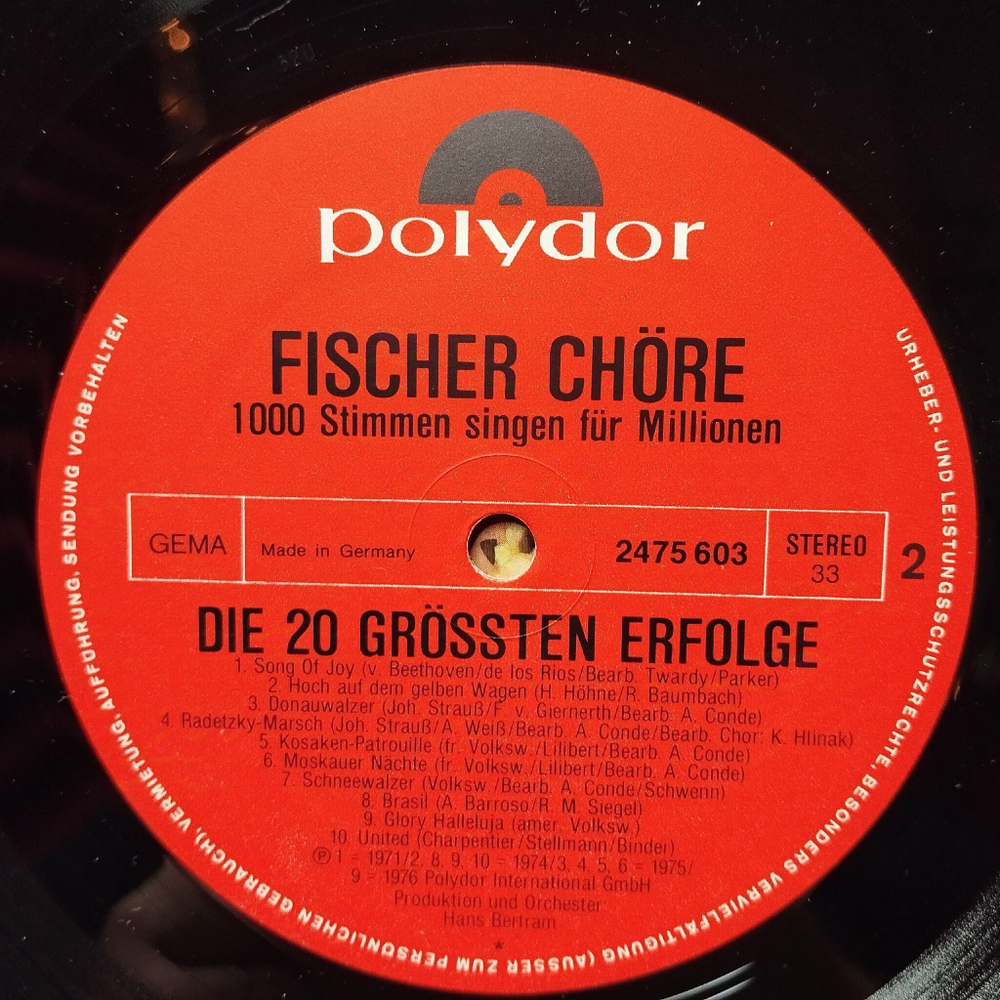 polydor
FISCHER CHÖRE
1000 Stimmen singen für Millionen
GEMA
Made in Germany
2475 603
STEREO
33
2
DIE 20 GRÖSSTEN ERFOLGE
1. Song Of Joy (v. Beethoven/de los Rios/Bearb. Twardy/Parker)
2. Hoch auf dem gelben Wagen (H. Höhne/R. Baumbach)
3. Donauwalzer (Joh. Strauß/F. v. Giernerth/Bearb. A. Conde)
4. Radetzky-Marsch (Joh. Strauß/A. Weiß/Bearb. A. Conde/Bearb. Chor: K. Hlinak)
5. Kosaken-Patrouille (fr. Volksw./Lilibert/Bearb. A. Conde)
6. Moskauer Nächte (fr. Volksw./Lilibert/Bearb. A. Conde)
7. Schneewalzer (Volksw./Bearb. A. Conde/Schwenn)
8. Brasil (A. Barroso/R. M. Siegel)
9. Glory Halleluja (amer. Volksw.)
10. United (Charpentier/Stellmann/Binder)
℗ 1 = 1971/2, 8, 9, 10 = 1974/3, 4, 5, 6 = 1975/
9 = 1976 Polydor International GmbH
Produktion und Orchester:
Hans Bertram
*
URHEBER- UND LEISTUNGSSCHUTZRECHTE, BESONDERS VERVIELFÄLTIGUNG (AUSSER ZUM PERSÖNLICHEN GEBRAUCH), VERMIETUNG, AUFFÜHRUNG, SENDUNG VORBEHALTEN